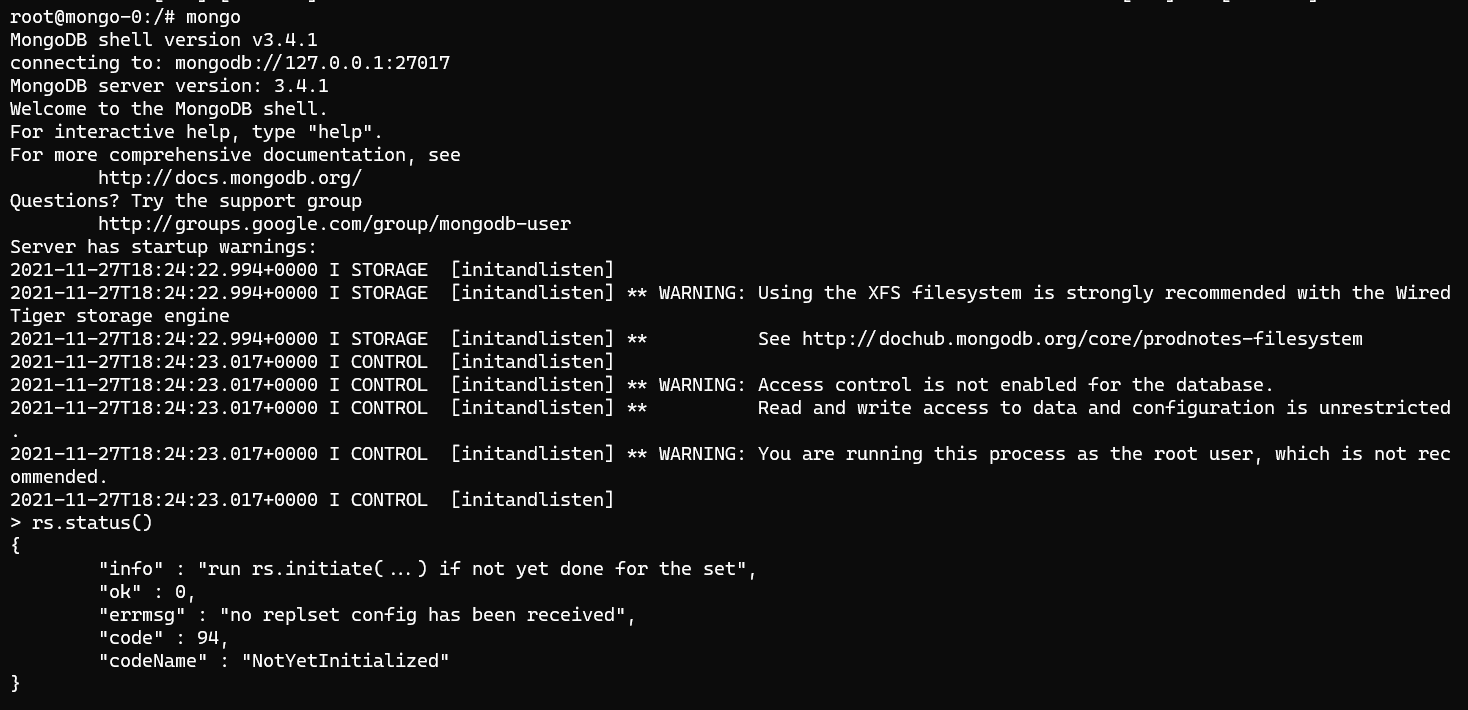 root@mongo-0:/# mongo
MongoDB shell version v3.4.1
connecting to: mongodb://127.0.0.1:27017
MongoDB server version: 3.4.1
Welcome to the MongoDB shell.
For interactive help, type "help".
For more comprehensive documentation, see
        http://docs.mongodb.org/
Questions? Try the support group
        http://groups.google.com/group/mongodb-user
Server has startup warnings:
2021-11-27T18:24:22.994+0000 I STORAGE  [initandlisten]
2021-11-27T18:24:22.994+0000 I STORAGE  [initandlisten] ** WARNING: Using the XFS filesystem is strongly recommended with the Wired
Tiger storage engine
2021-11-27T18:24:22.994+0000 I STORAGE  [initandlisten] **          See http://dochub.mongodb.org/core/prodnotes-filesystem
2021-11-27T18:24:23.017+0000 I CONTROL  [initandlisten]
2021-11-27T18:24:23.017+0000 I CONTROL  [initandlisten] ** WARNING: Access control is not enabled for the database.
2021-11-27T18:24:23.017+0000 I CONTROL  [initandlisten] **          Read and write access to data and configuration is unrestricted
.
2021-11-27T18:24:23.017+0000 I CONTROL  [initandlisten] ** WARNING: You are running this process as the root user, which is not rec
ommended.
2021-11-27T18:24:23.017+0000 I CONTROL  [initandlisten]
> rs.status()
{
        "info" : "run rs.initiate(...) if not yet done for the set",
        "ok" : 0,
        "errmsg" : "no replset config has been received",
        "code" : 94,
        "codeName" : "NotYetInitialized"
}